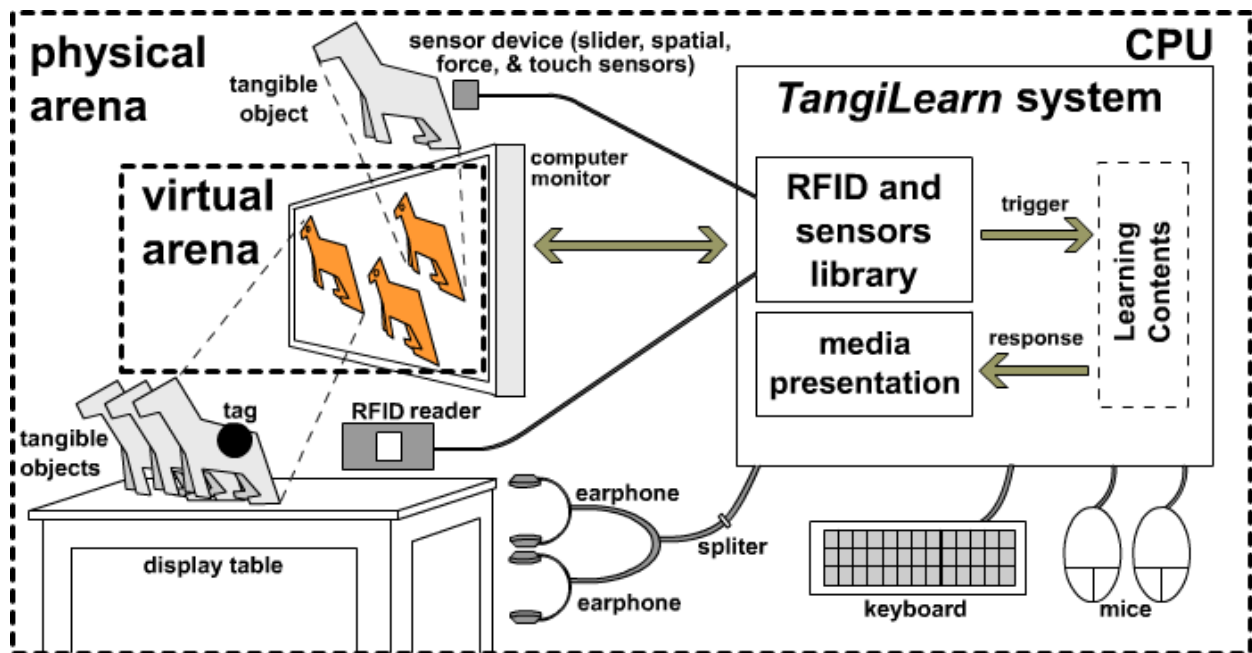 physical
arena
sensor device (slider, spatial,
force, & touch sensors)
tangible
object
CPU
TangiLearn system
computer
monitor
virtual
arena
RFID and
sensors
library
trigger
Learning
Contents
media
presentation
response
tag
RFID reader
tangible
objects
display table
earphone
earphone
spliter
keyboard
mice